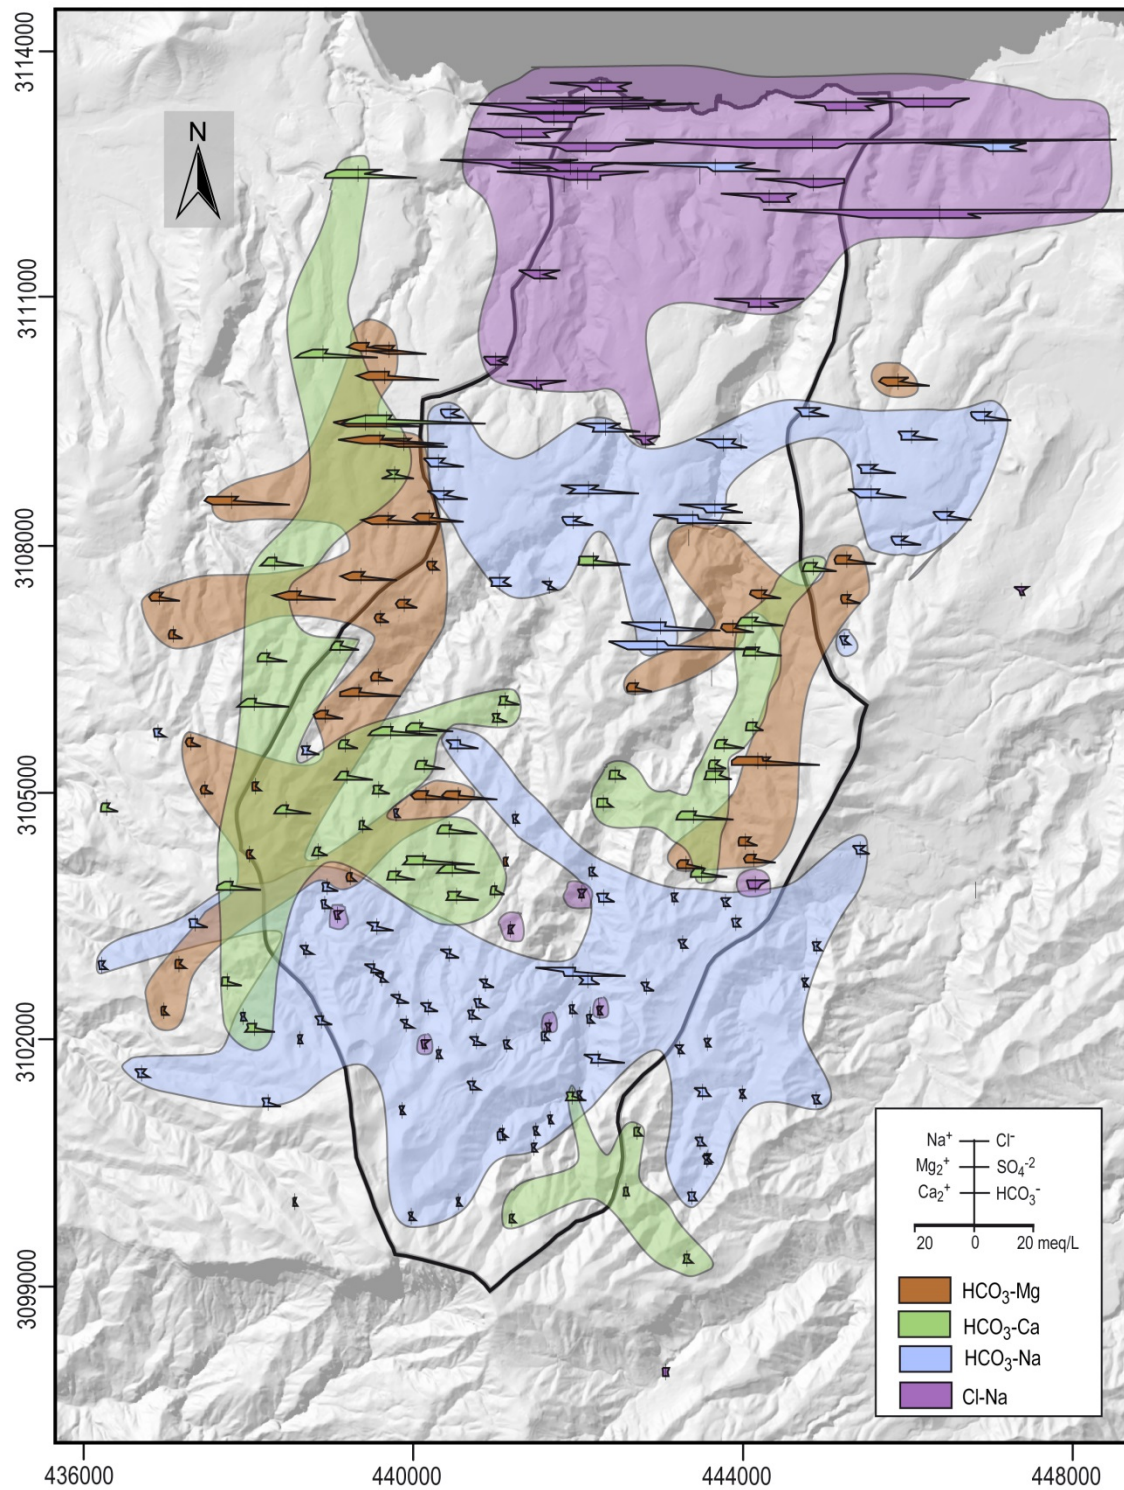 3114000
N
3111000
3108000
3105000
3102000
3099000
Na⁺ Cl⁻
Mg₂⁺ SO₄⁻²
Ca₂⁺ HCO₃⁻
20 0 20 meq/L
HCO₃-Mg
HCO₃-Ca
HCO₃-Na
Cl-Na
436000 440000 444000 448000